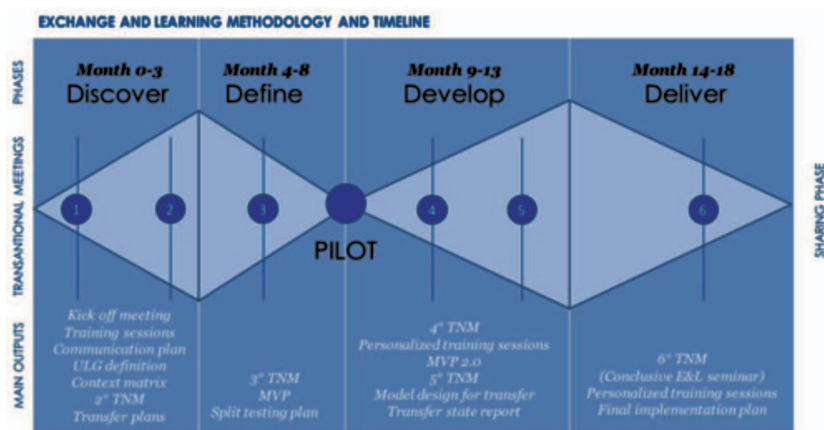 EXCHANGE AND LEARNING METHODOLOGY AND TIMELINE
PHASES
Month 0-3
Discover
Month 4-8
Define
Month 9-13
Develop
Month 14-18
Deliver
TRANSANTIONAL MEETINGS
1
2
3
PILOT
4
5
6
SHARING PHASE
MAIN OUTPUTS
Kick off meeting
Training sessions
Communication plan
ULG definition
Context matrix
2° TNM
Transfer plans
3° TNM
MVP
Split testing plan
4° TNM
Personalized training sessions
MVP 2.0
5° TNM
Model design for transfer
Transfer state report
6° TNM
(Conclusive E&L seminar)
Personalized training sessions
Final implementation plan